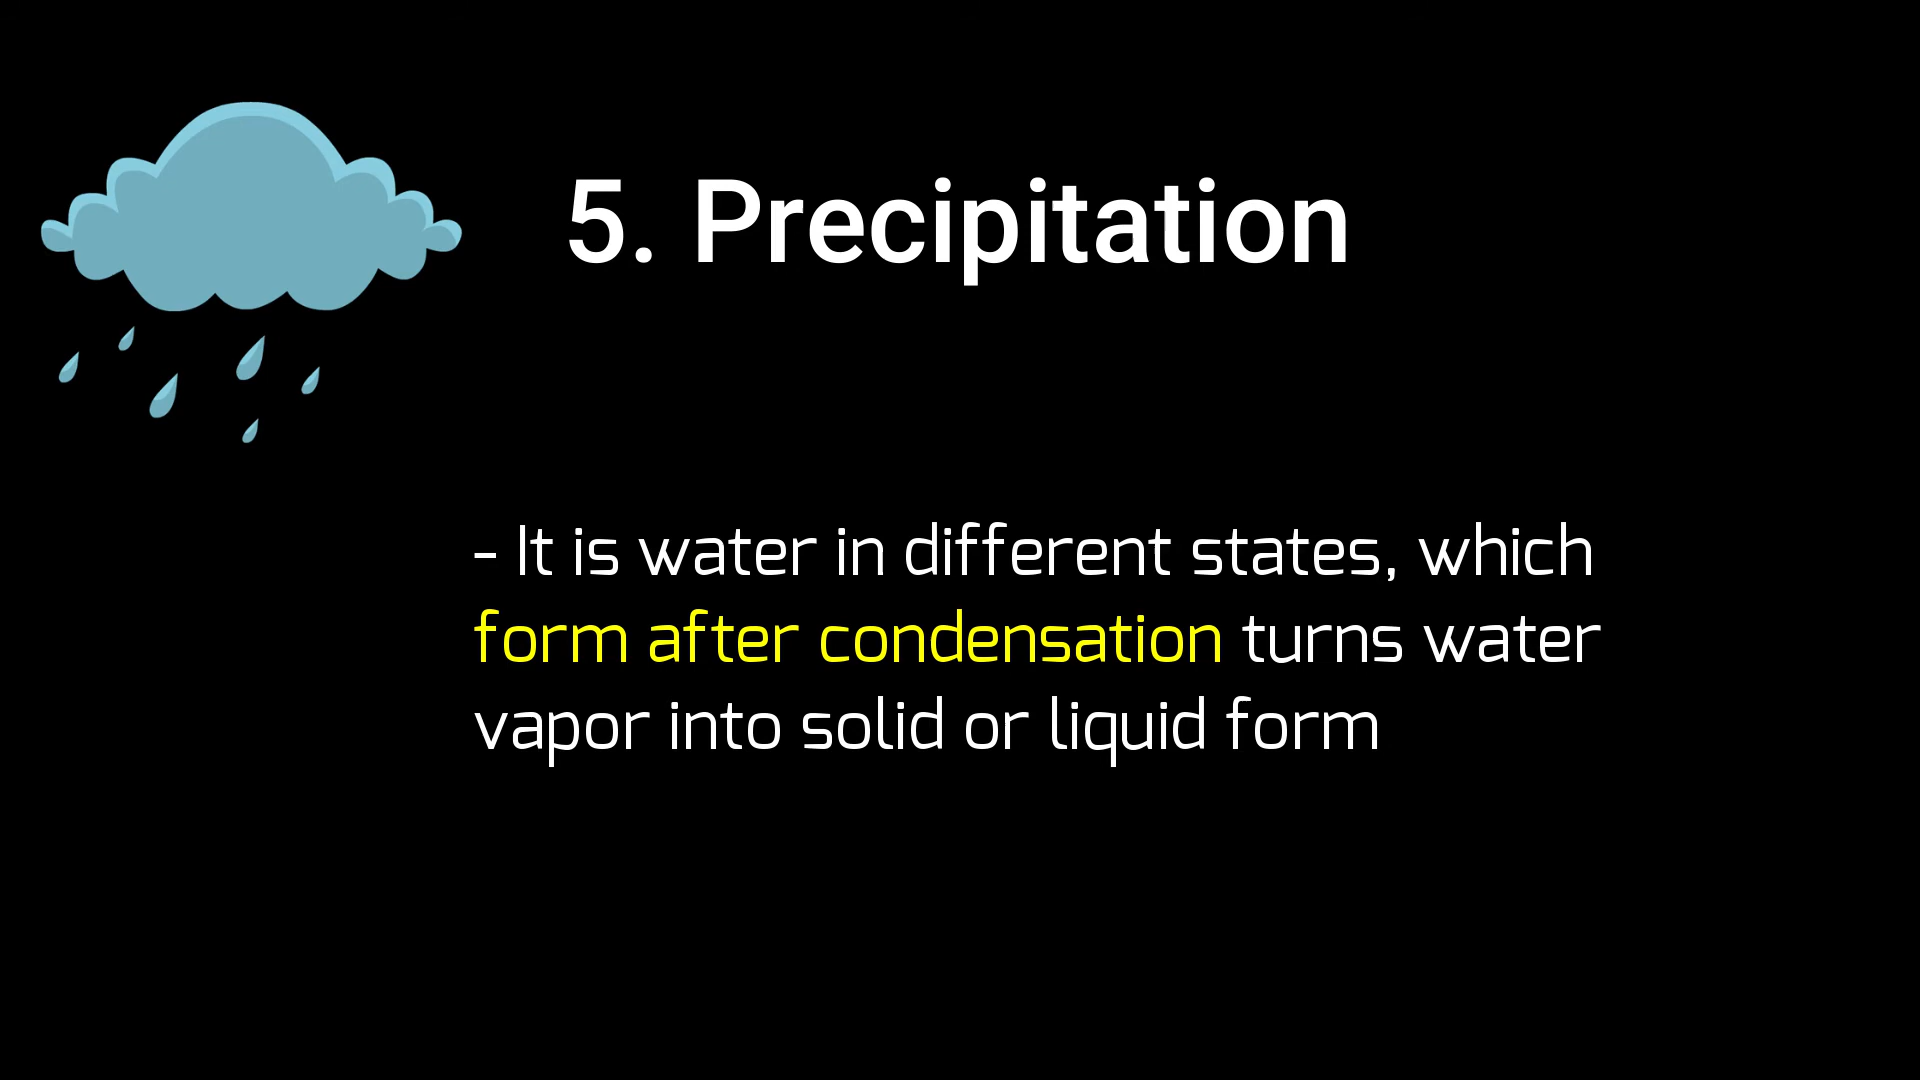 5. Precipitation
- It is water in different states, which
form after condensation turns water
vapor into solid or liquid form